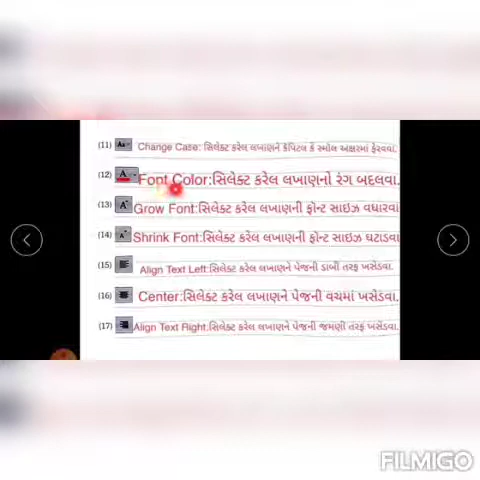 (11) Aa Change Case: સિલેક્ટ કરેલ લખાણને કેપિટલ કે સ્મોલ અક્ષરમાં ફેરવવા.
(12) A Font Color:સિલેક્ટ કરેલ લખાણનો રંગ બદલવા.
(13) A Grow Font:સિલેક્ટ કરેલ લખાણની ફોન્ટ સાઇઝ વધારવા
(14) A Shrink Font:સિલેક્ટ કરેલ લખાણની ફોન્ટ સાઇઝ ઘટાડવા
(15) Align Text Left:સિલેક્ટ કરેલ લખાણને પેજની ડાબી તરફ ખસેડવા.
(16) Center:સિલેક્ટ કરેલ લખાણને પેજની વચમાં ખસેડવા.
(17) Align Text Right:સિલેક્ટ કરેલ લખાણને પેજની જમણી તરફ ખસેડવા.
FILMIGO